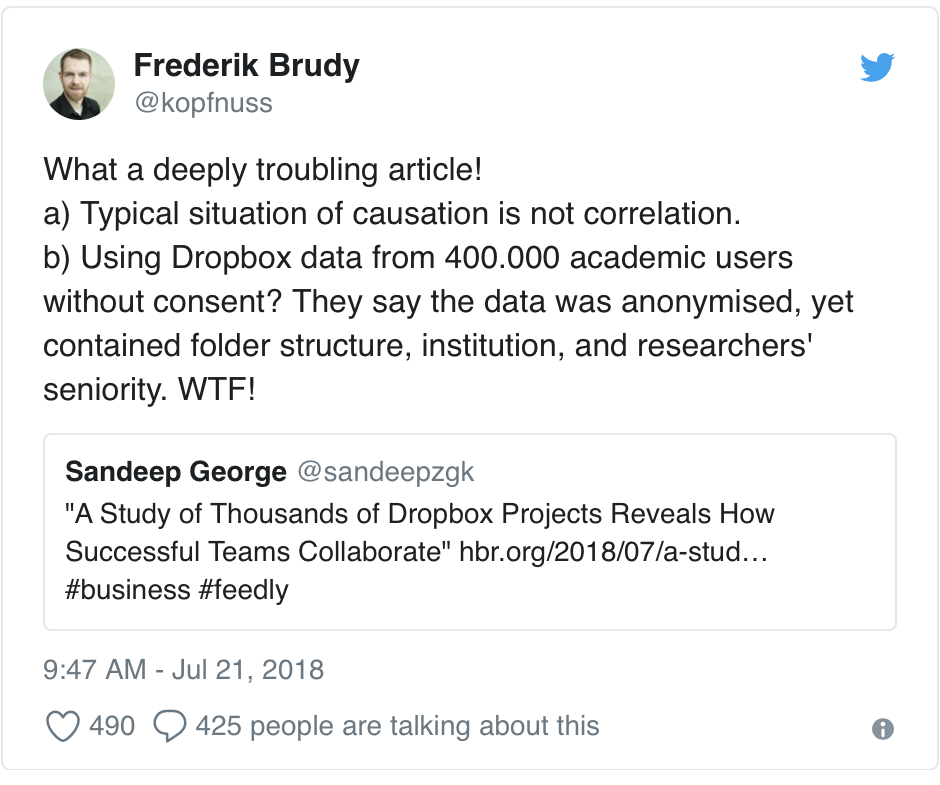 Frederik Brudy
@kopfnuss
What a deeply troubling article!
a) Typical situation of causation is not correlation.
b) Using Dropbox data from 400.000 academic users
without consent? They say the data was anonymised, yet
contained folder structure, institution, and researchers'
seniority. WTF!
Sandeep George @sandeepzgk
"A Study of Thousands of Dropbox Projects Reveals How
Successful Teams Collaborate" hbr.org/2018/07/a-stud…
#business #feedly
9:47 AM - Jul 21, 2018
490 425 people are talking about this